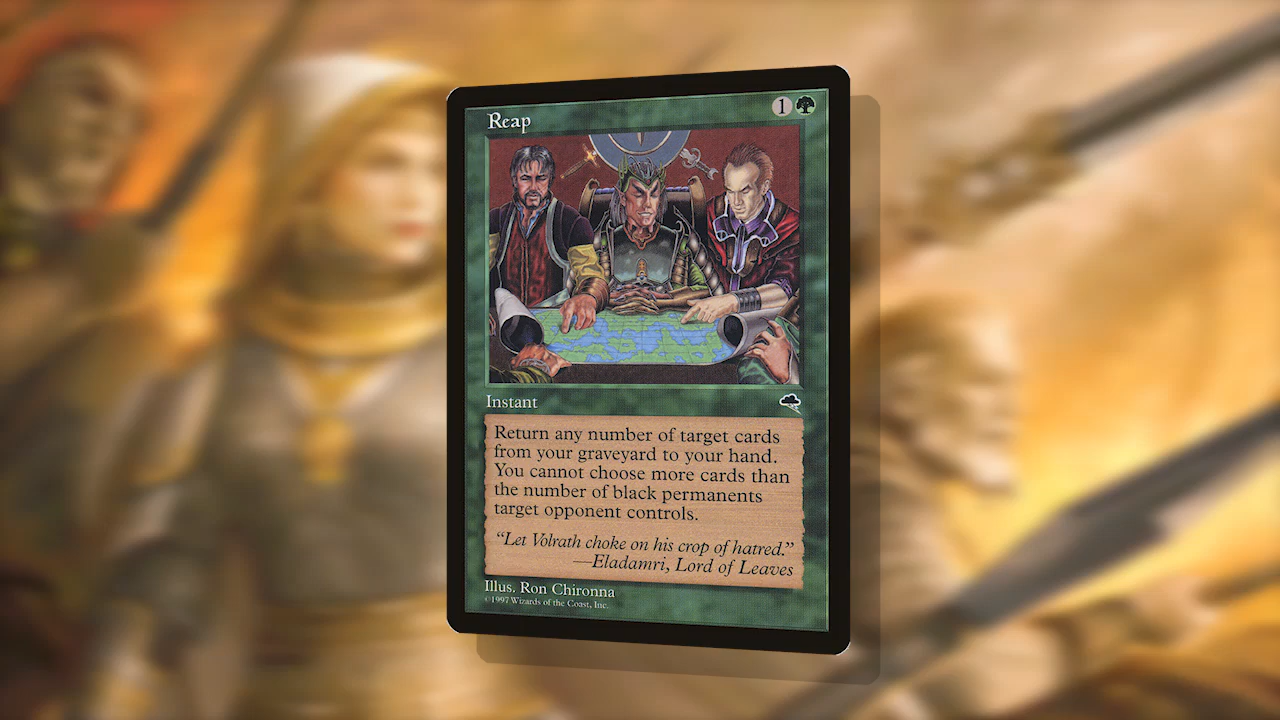 Reap
1
Instant
Return any number of target cards
from your graveyard to your hand.
You cannot choose more cards than
the number of black permanents
target opponent controls.
“Let Volrath choke on his crop of hatred.”
—Eladamri, Lord of Leaves
Illus. Ron Chironna
©1997 Wizards of the Coast, Inc.